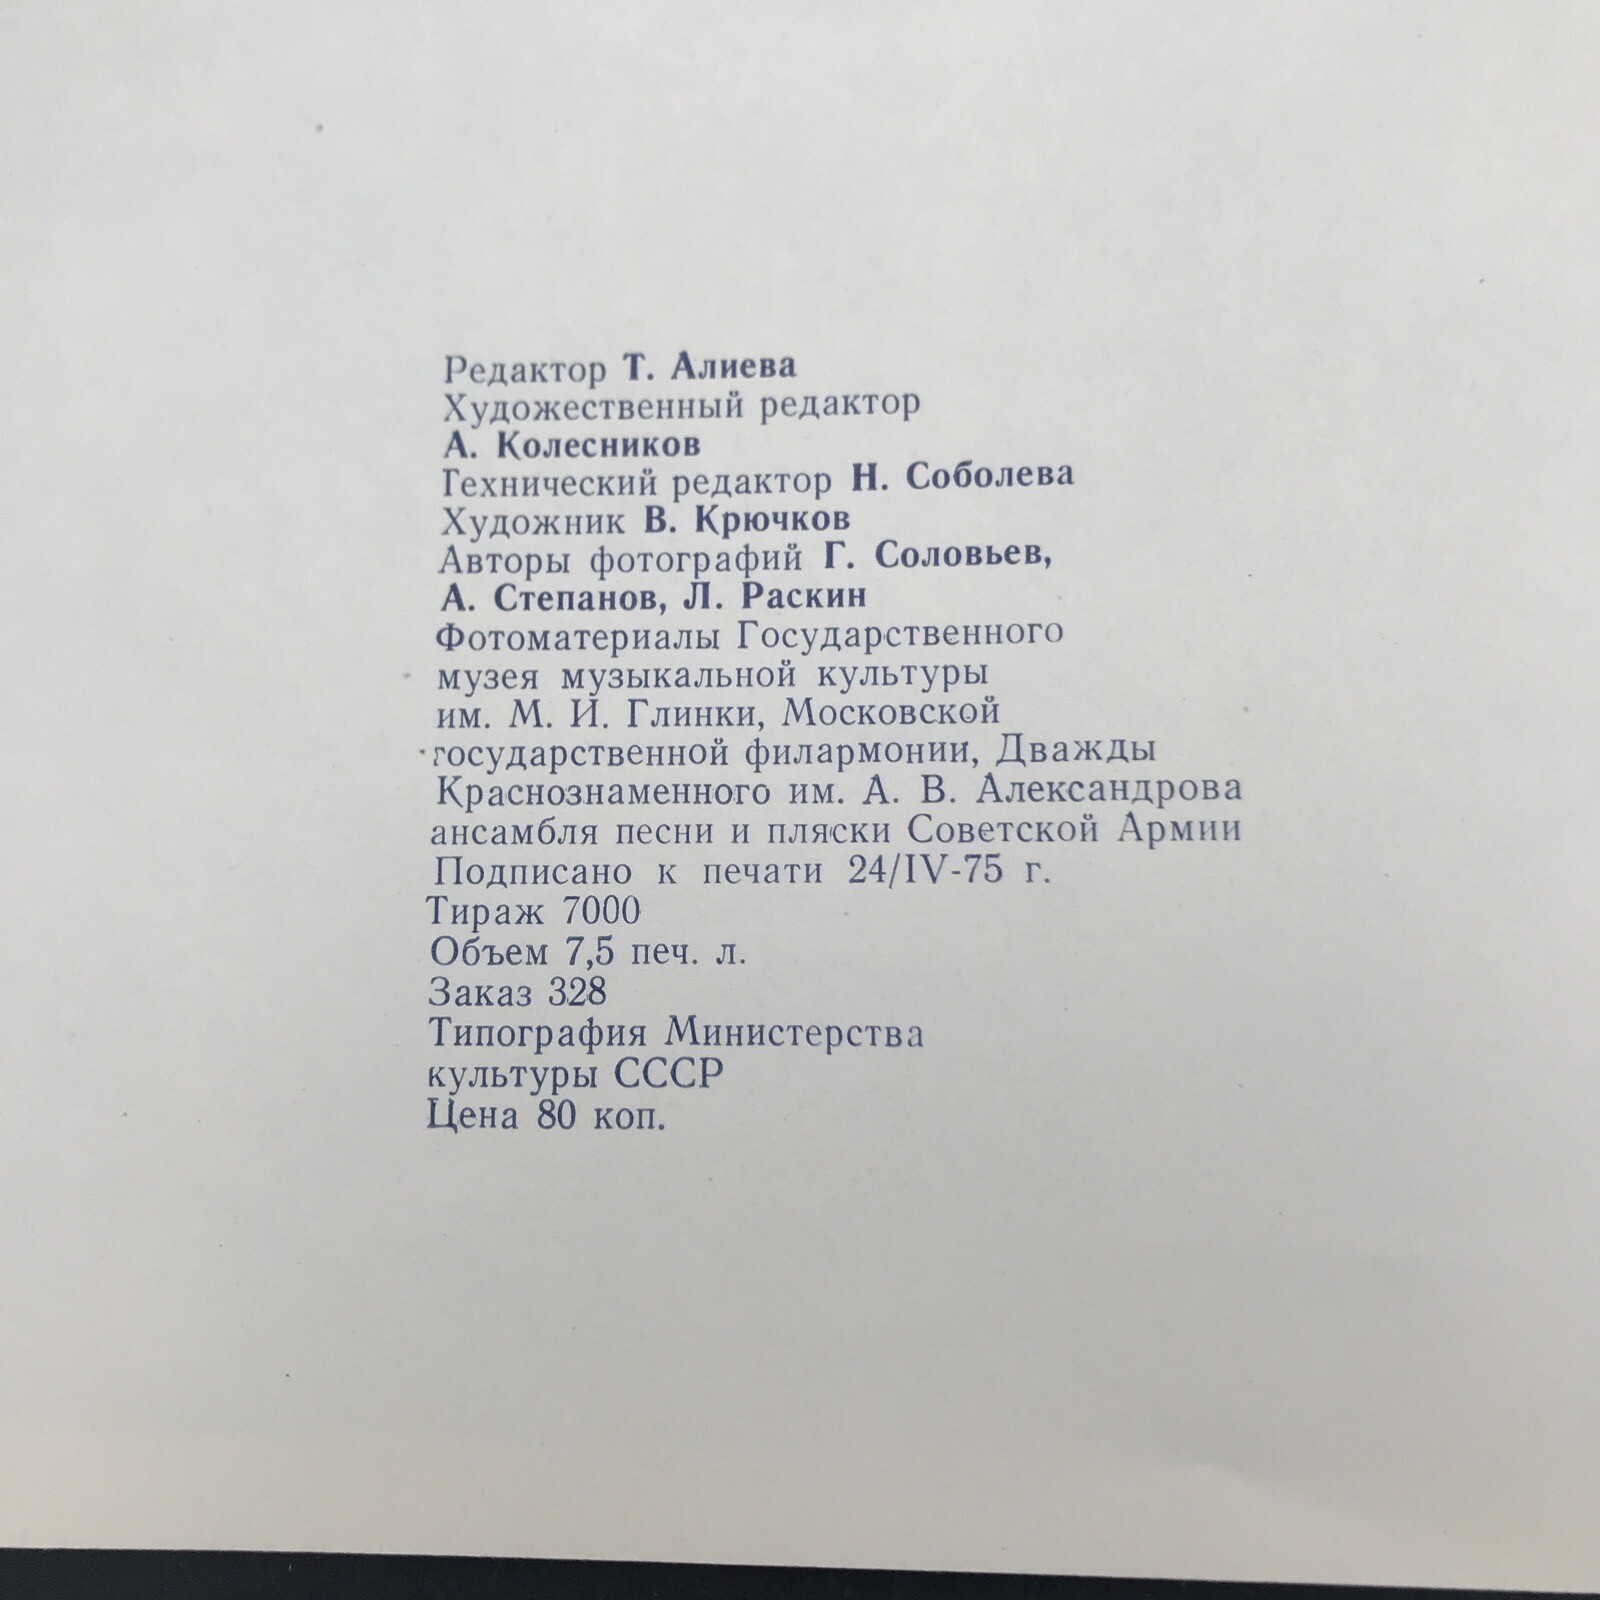 Редактор Т. Алиева
Художественный редактор
А. Колесников
Технический редактор Н. Соболева
Художник В. Крючков
Авторы фотографий Г. Соловьев,
А. Степанов, Л. Раскин
Фотоматериалы Государственного
музея музыкальной культуры
им. М. И. Глинки, Московской
государственной филармонии, Дважды
Краснознаменного им. А. В. Александрова
ансамбля песни и пляски Советской Армии
Подписано к печати 24/IV-75 г.
Тираж 7000
Объем 7,5 печ. л.
Заказ 328
Типография Министерства
культуры СССР
Цена 80 коп.